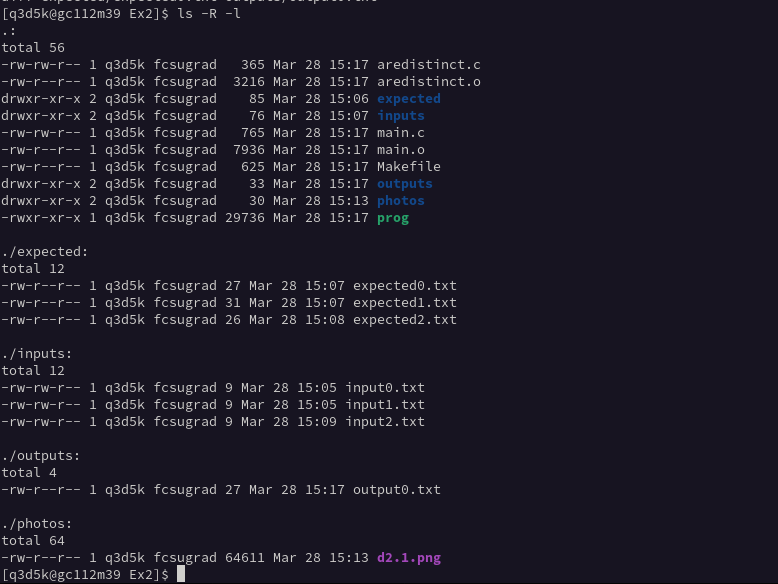 [q3d5k@gc112m39 Ex2]$ ls -R -l
.:
total 56
-rw-rw-r-- 1 q3d5k fcsugrad   365 Mar 28 15:17 aredistinct.c
-rw-r--r-- 1 q3d5k fcsugrad  3216 Mar 28 15:17 aredistinct.o
drwxr-xr-x 2 q3d5k fcsugrad    85 Mar 28 15:06 expected
drwxr-xr-x 2 q3d5k fcsugrad    76 Mar 28 15:07 inputs
-rw-rw-r-- 1 q3d5k fcsugrad   765 Mar 28 15:17 main.c
-rw-r--r-- 1 q3d5k fcsugrad  7936 Mar 28 15:17 main.o
-rw-r--r-- 1 q3d5k fcsugrad   625 Mar 28 15:17 Makefile
drwxr-xr-x 2 q3d5k fcsugrad    33 Mar 28 15:17 outputs
drwxr-xr-x 2 q3d5k fcsugrad    30 Mar 28 15:13 photos
-rwxr-xr-x 1 q3d5k fcsugrad 29736 Mar 28 15:17 prog

./expected:
total 12
-rw-r--r-- 1 q3d5k fcsugrad 27 Mar 28 15:07 expected0.txt
-rw-r--r-- 1 q3d5k fcsugrad 31 Mar 28 15:07 expected1.txt
-rw-r--r-- 1 q3d5k fcsugrad 26 Mar 28 15:08 expected2.txt

./inputs:
total 12
-rw-rw-r-- 1 q3d5k fcsugrad 9 Mar 28 15:05 input0.txt
-rw-rw-r-- 1 q3d5k fcsugrad 9 Mar 28 15:05 input1.txt
-rw-rw-r-- 1 q3d5k fcsugrad 9 Mar 28 15:09 input2.txt

./outputs:
total 4
-rw-r--r-- 1 q3d5k fcsugrad 27 Mar 28 15:17 output0.txt

./photos:
total 64
-rw-r--r-- 1 q3d5k fcsugrad 64611 Mar 28 15:13 d2.1.png
[q3d5k@gc112m39 Ex2]$